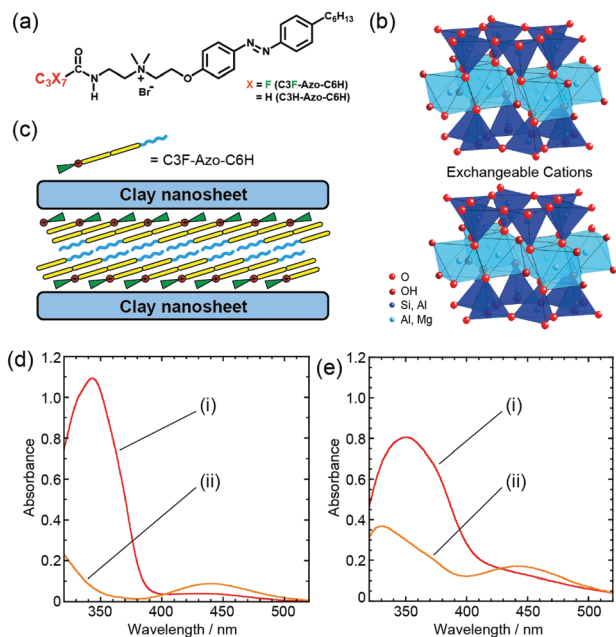 (a)
C6H13
N
N
O
C3X7
C
N
H
N+
Br-
O
X = F (C3F-Azo-C6H)
= H (C3H-Azo-C6H)
(b)
Exchangeable Cations
O
OH
Si, Al
Al, Mg
(c)
= C3F-Azo-C6H
Clay nanosheet
Clay nanosheet
(d)
(i)
(ii)
Absorbance
1.2
1.0
0.8
0.6
0.4
0.2
0
350
400
450
500
Wavelength / nm
(e)
(i)
(ii)
Absorbance
1.2
1.0
0.8
0.6
0.4
0.2
0
350
400
450
500
Wavelength / nm